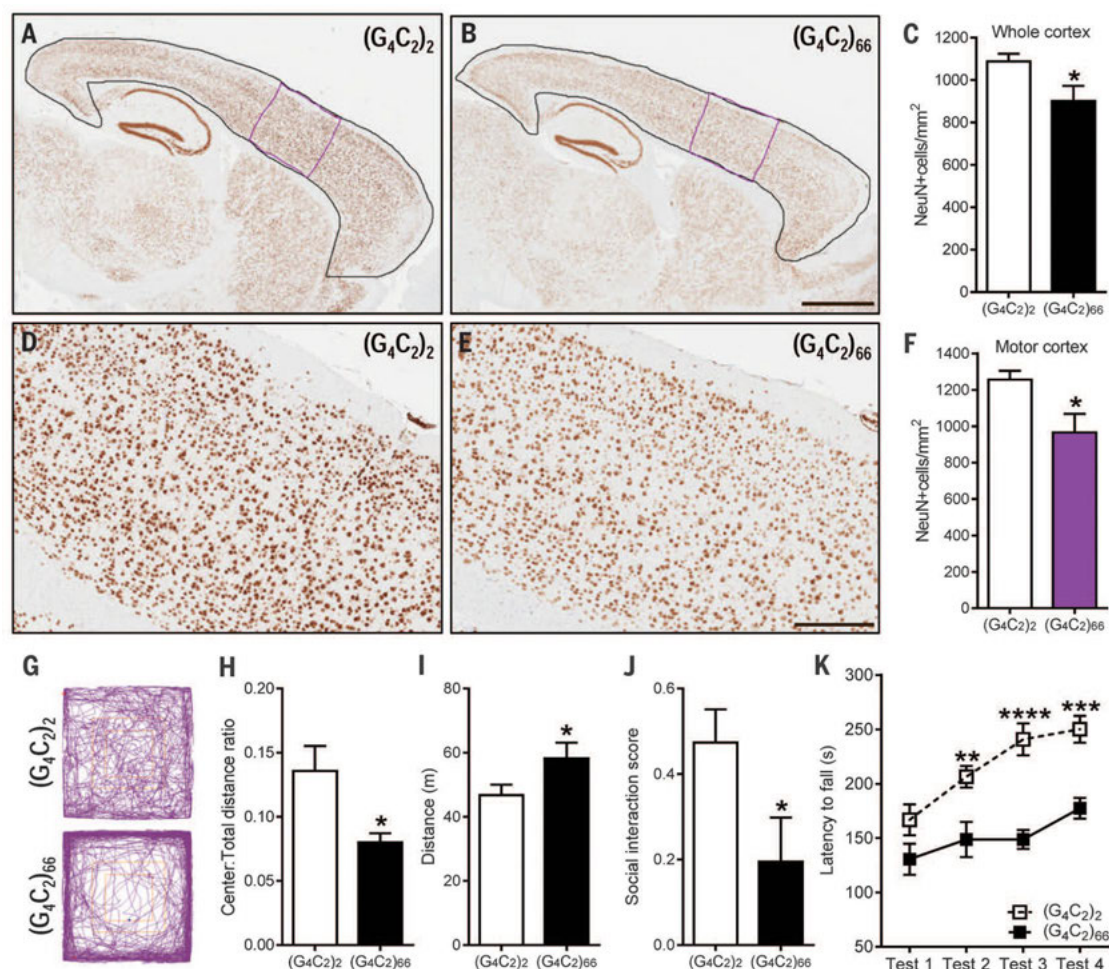 A
(G4C2)2
B
(G4C2)66
C
Whole cortex
NeuN+cells/mm2
1200
1000
800
600
400
200
0
*
(G4C2)2
(G4C2)66
D
(G4C2)2
E
(G4C2)66
F
Motor cortex
NeuN+cells/mm2
1400
1200
1000
800
600
400
200
0
*
(G4C2)2
(G4C2)66
G
(G4C2)2
(G4C2)66
H
Center:Total distance ratio
0.20
0.15
0.10
0.05
0.00
*
(G4C2)2
(G4C2)66
I
Distance (m)
80
60
40
20
0
*
(G4C2)2
(G4C2)66
J
Social interaction score
0.6
0.4
0.2
0.0
*
(G4C2)2
(G4C2)66
K
Latency to fall (s)
300
250
200
150
100
50
**
****
***
(G4C2)2
(G4C2)66
Test 1
Test 2
Test 3
Test 4